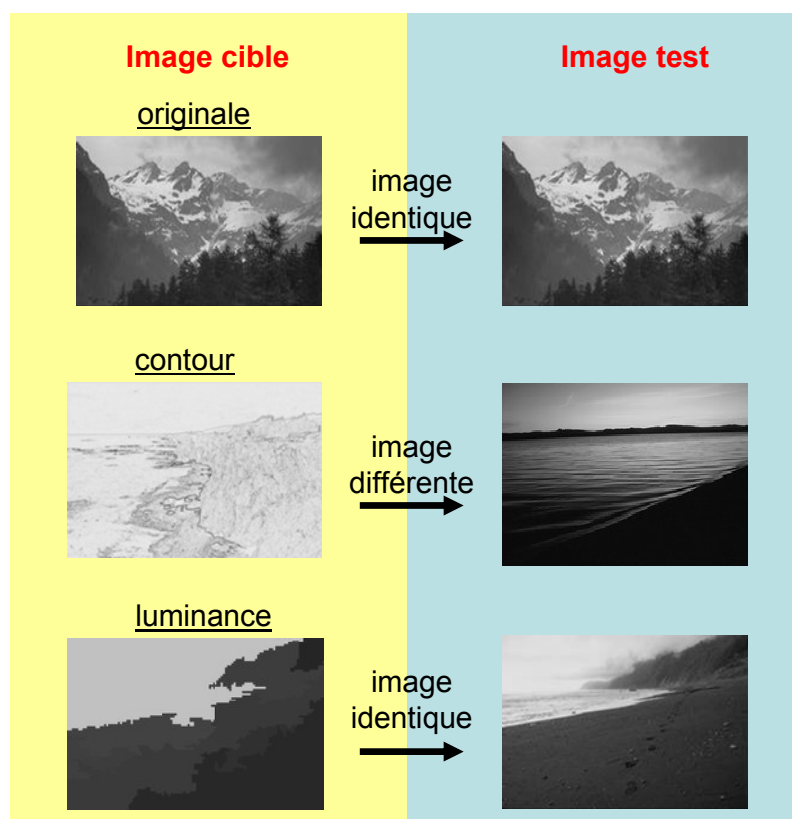 Image cible
Image test
originale
image
identique
contour
image
différente
luminance
image
identique